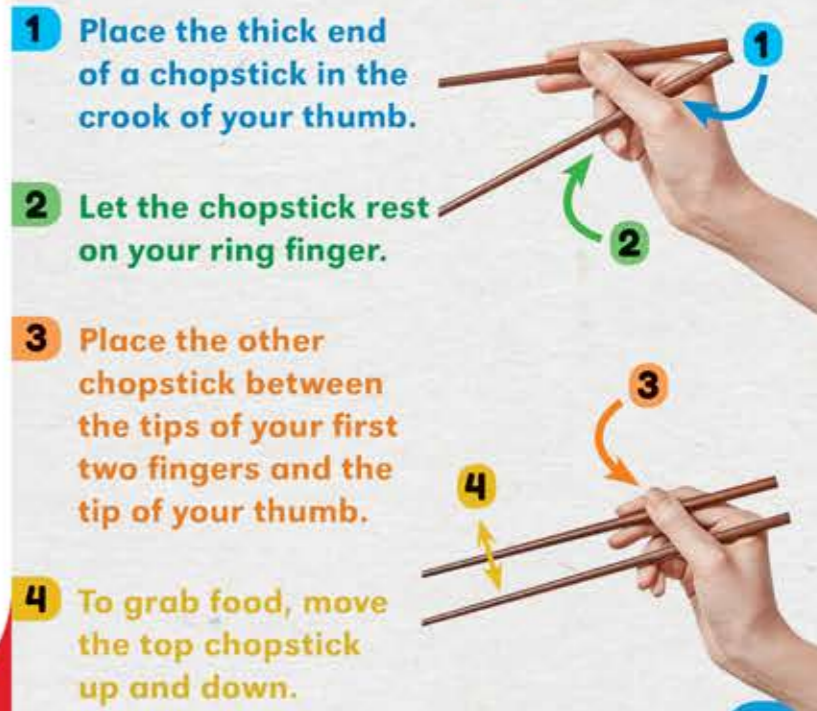 1 Place the thick end
of a chopstick in the
crook of your thumb.
2 Let the chopstick rest
on your ring finger.
3 Place the other
chopstick between
the tips of your first
two fingers and the
tip of your thumb.
4 To grab food, move
the top chopstick
up and down.
1
2
3
4